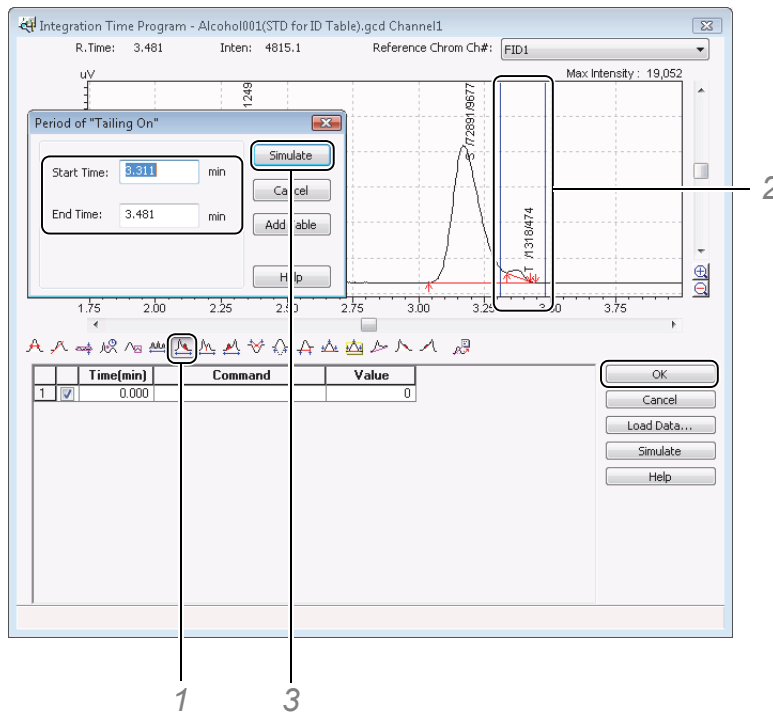 Integration Time Program - Alcohol001(STD for ID Table).gcd Channel1
R.Time: 3.481 Inten: 4815.1 Reference Chrom Ch#: FID1
uV Max Intensity : 19,052
1249
S /72891/9677
T /1318/474
Period of "Tailing On"
Start Time: 3.311 min
End Time: 3.481 min
Simulate
Cancel
Add Table
Help
2
1.75 2.00 2.25 2.50 2.75 3.00 3.25 3.50 3.75
Time(min) Command Value
1 0.000 0
OK
Cancel
Load Data...
Simulate
Help
1 3